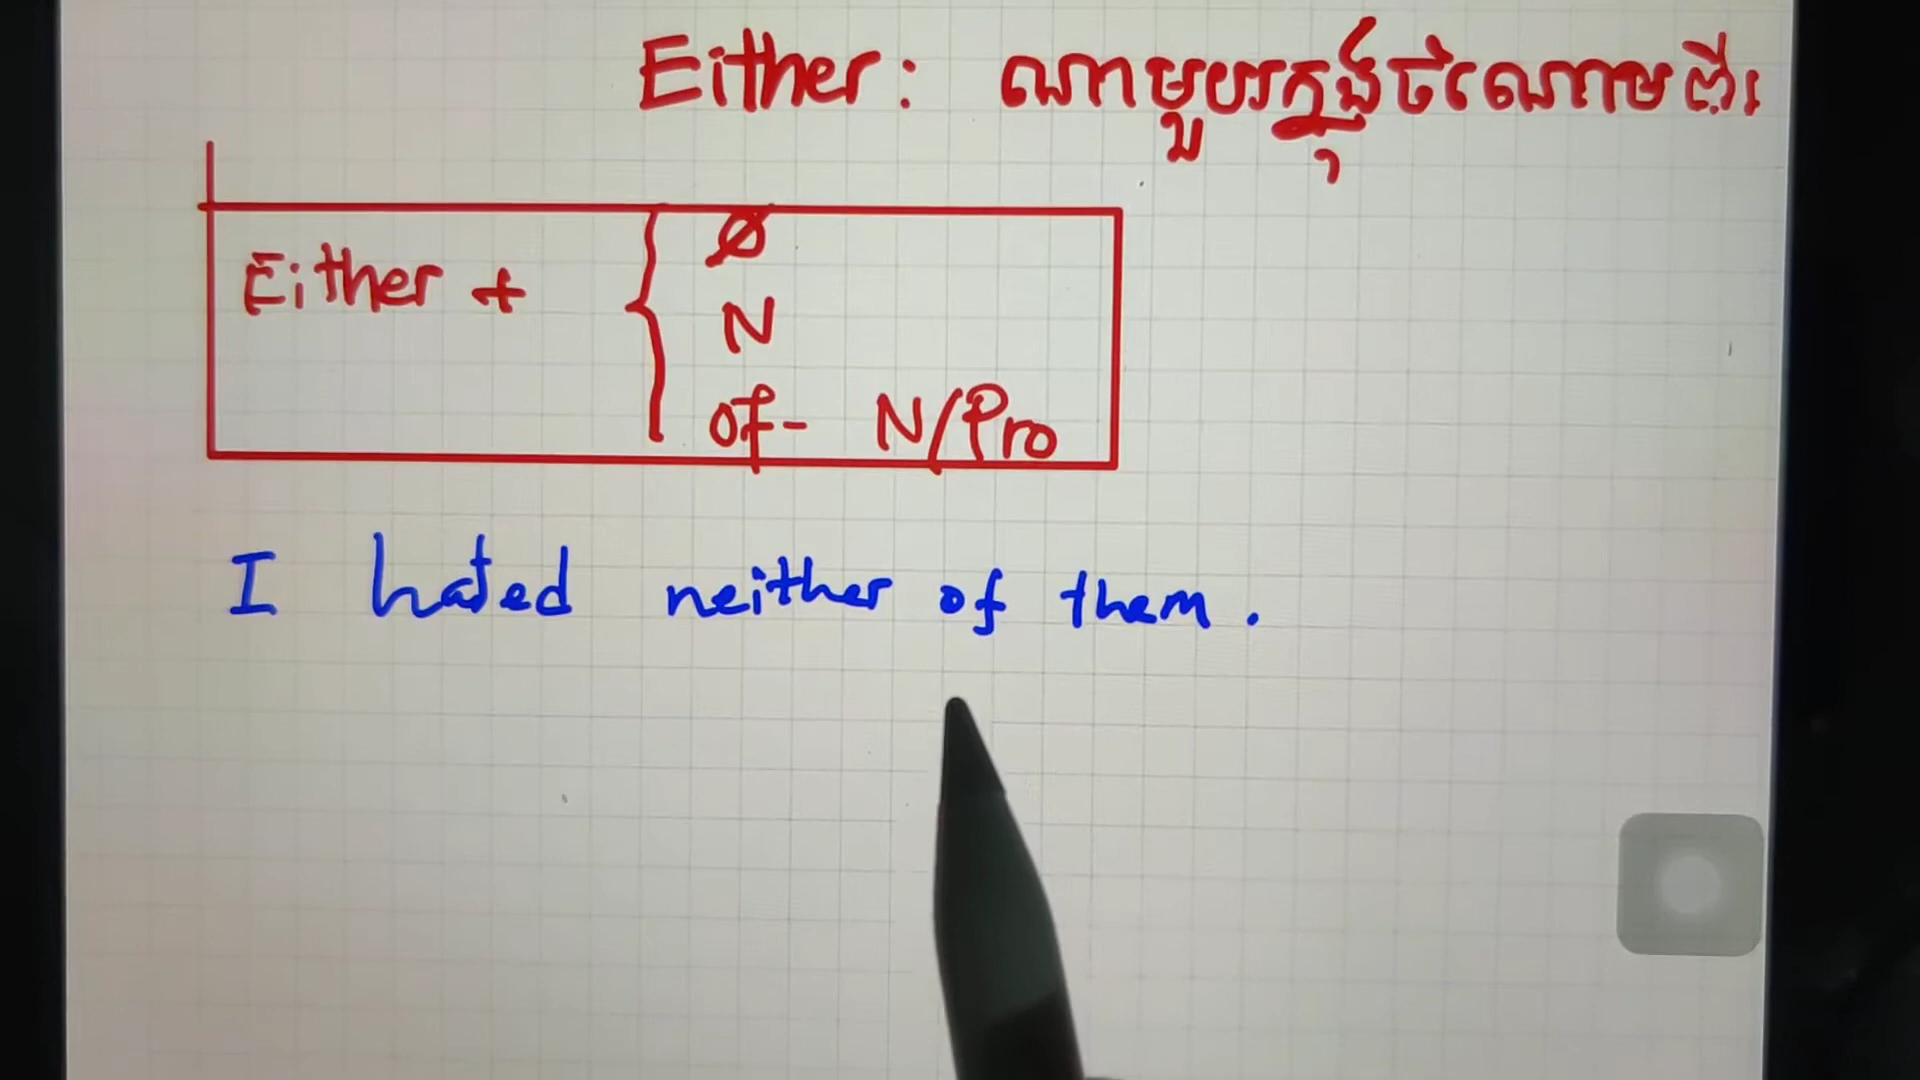 Either: ណាមួយក្នុងចំណោមពីរ
Either + { Ø
N
of - N/Pro
I hated neither of them.